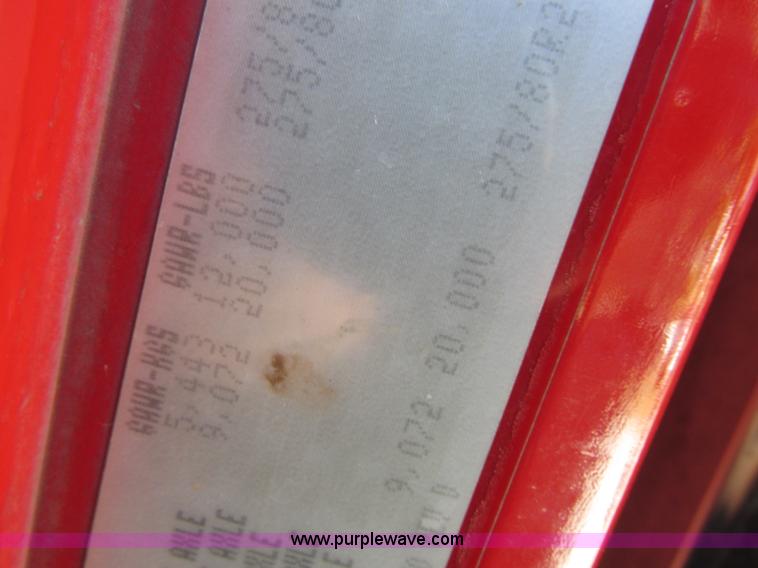 GAWR-KGS GAWR-LBS
5,443 12,000 275/8
9,072 20,000 275/80
9,072 20,000 275/80R2
AXLE
AXLE
AXLE
www.purplewave.com